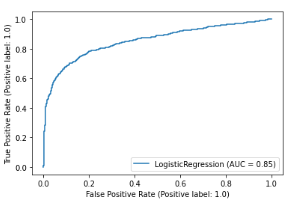 1.0
0.8
0.6
0.4
0.2
0.0
True Positive Rate (Positive label: 1.0)
LogisticRegression (AUC = 0.85)
0.0 0.2 0.4 0.6 0.8 1.0
False Positive Rate (Positive label: 1.0)